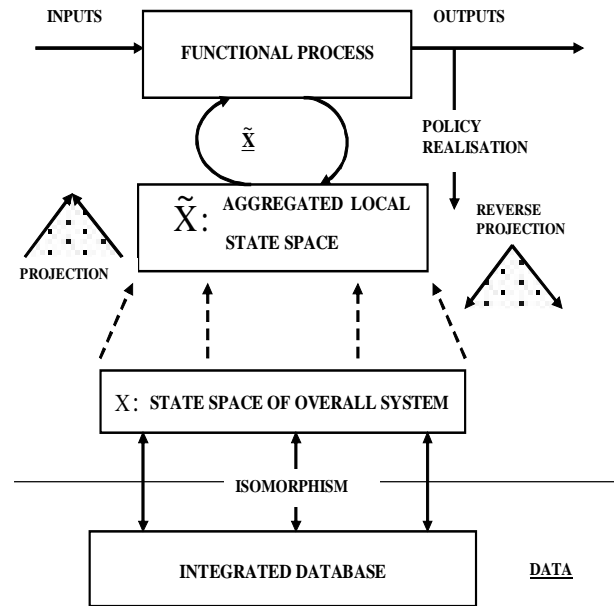 INPUTS
OUTPUTS
FUNCTIONAL PROCESS
X̃
POLICY
REALISATION
X̃: AGGREGATED LOCAL
STATE SPACE
PROJECTION
REVERSE
PROJECTION
X: STATE SPACE OF OVERALL SYSTEM
ISOMORPHISM
INTEGRATED DATABASE
DATA